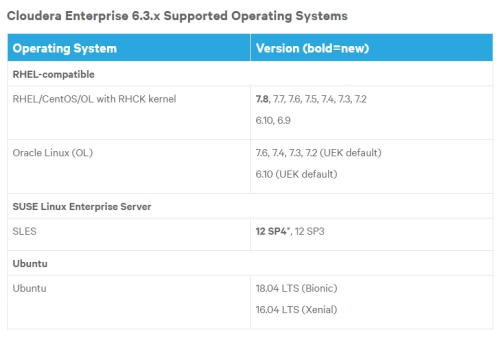 Cloudera Enterprise 6.3.x Supported Operating Systems
Operating System Version (bold=new)
RHEL-compatible
RHEL/CentOS/OL with RHCK kernel 7.8, 7.7, 7.6, 7.5, 7.4, 7.3, 7.2
6.10, 6.9
Oracle Linux (OL) 7.6, 7.4, 7.3, 7.2 (UEK default)
6.10 (UEK default)
SUSE Linux Enterprise Server
SLES 12 SP4*, 12 SP3
Ubuntu
Ubuntu 18.04 LTS (Bionic)
16.04 LTS (Xenial)